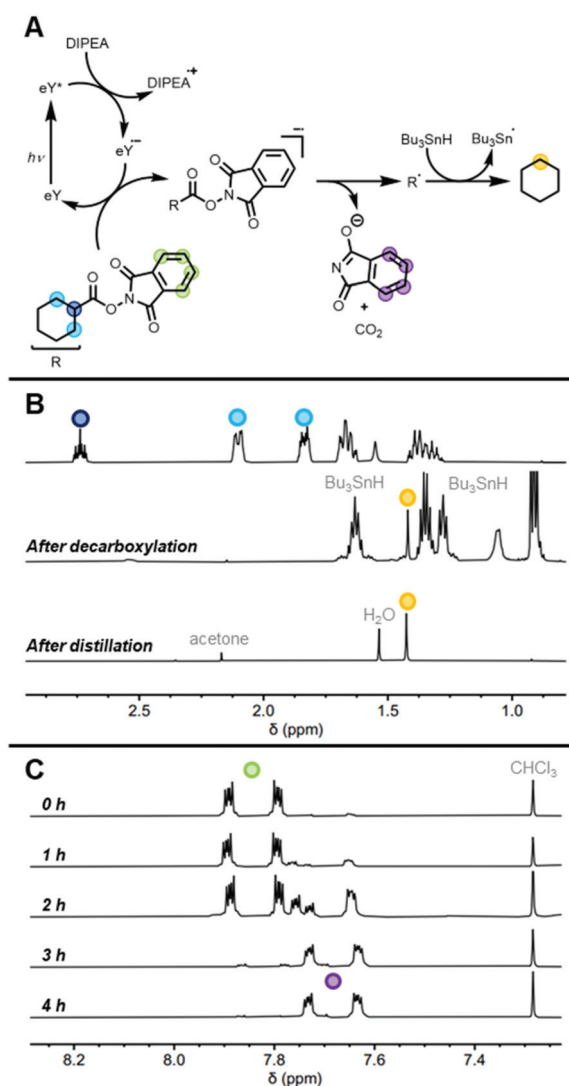 A
DIPEA
eY*
DIPEA•+
hν
eY•−
eY
R
O
O
N
O
O
−•
O
O
N
O
O
R
Bu3SnH
Bu3Sn•
R•
O
⊖
N
O
+
CO2
B
Bu3SnH
Bu3SnH
After decarboxylation
After distillation
acetone
H2O
2.5
2.0
1.5
1.0
δ (ppm)
C
CHCl3
0 h
1 h
2 h
3 h
4 h
8.2
8.0
7.8
7.6
7.4
δ (ppm)